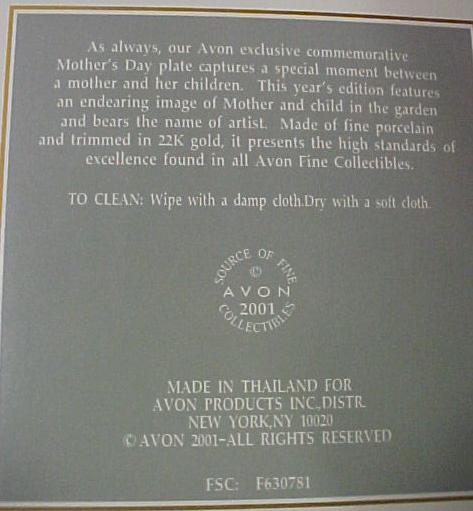 As always, our Avon exclusive commemorative
Mother's Day plate captures a special moment between
a mother and her children. This year's edition features
an endearing image of Mother and child in the garden
and bears the name of artist. Made of fine porcelain
and trimmed in 22K gold, it presents the high standards of
excellence found in all Avon Fine Collectibles.
TO CLEAN: Wipe with a damp cloth.Dry with a soft cloth.
SOURCE OF FINE
©
AVON
2001
COLLECTIBLES
MADE IN THAILAND FOR
AVON PRODUCTS INC.,DISTR.
NEW YORK,NY 10020
© AVON 2001-ALL RIGHTS RESERVED
FSC: F630781